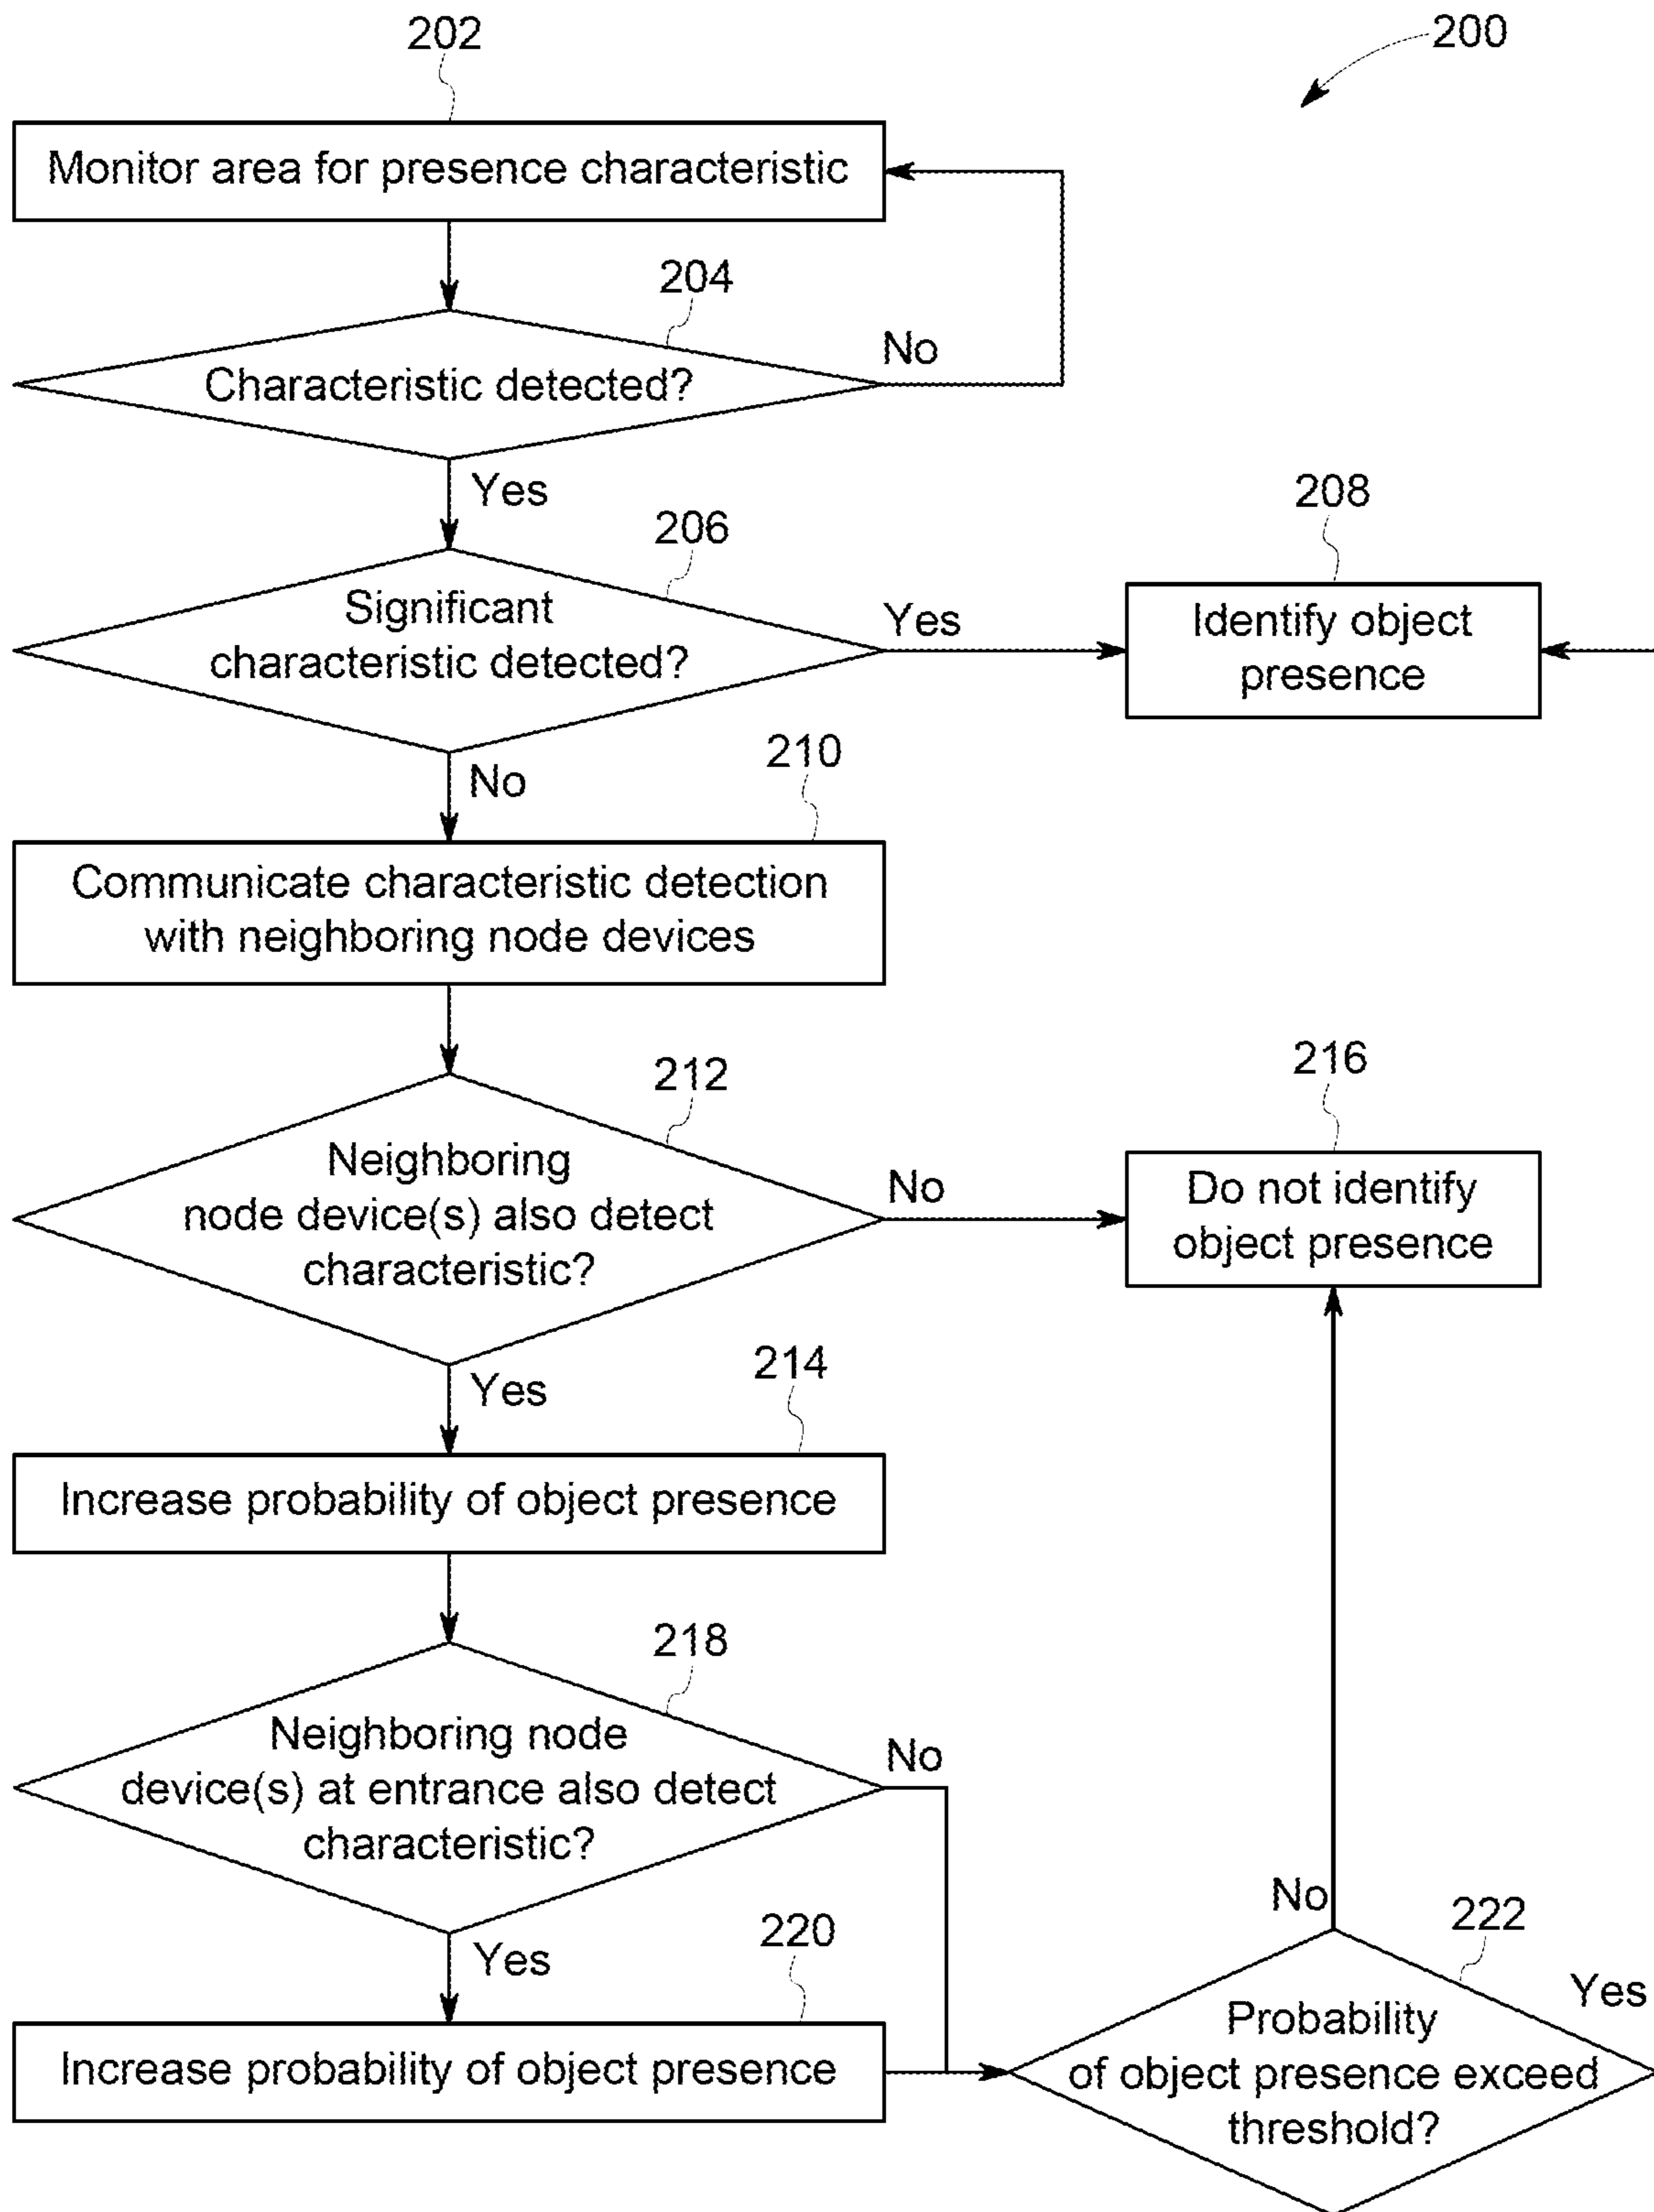 202
200
Monitor area for presence characteristic
204
No
Characteristic detected?
Yes
206
208
Significant
characteristic detected?
Yes
Identify object
presence
No
210
Communicate characteristic detection
with neighboring node devices
212
216
Neighboring
node device(s) also detect
characteristic?
No
Do not identify
object presence
Yes
214
Increase probability of object presence
218
Neighboring node
device(s) at entrance also detect
characteristic?
No
No
222
Yes
220
Yes
Increase probability of object presence
Probability
of object presence exceed
threshold?